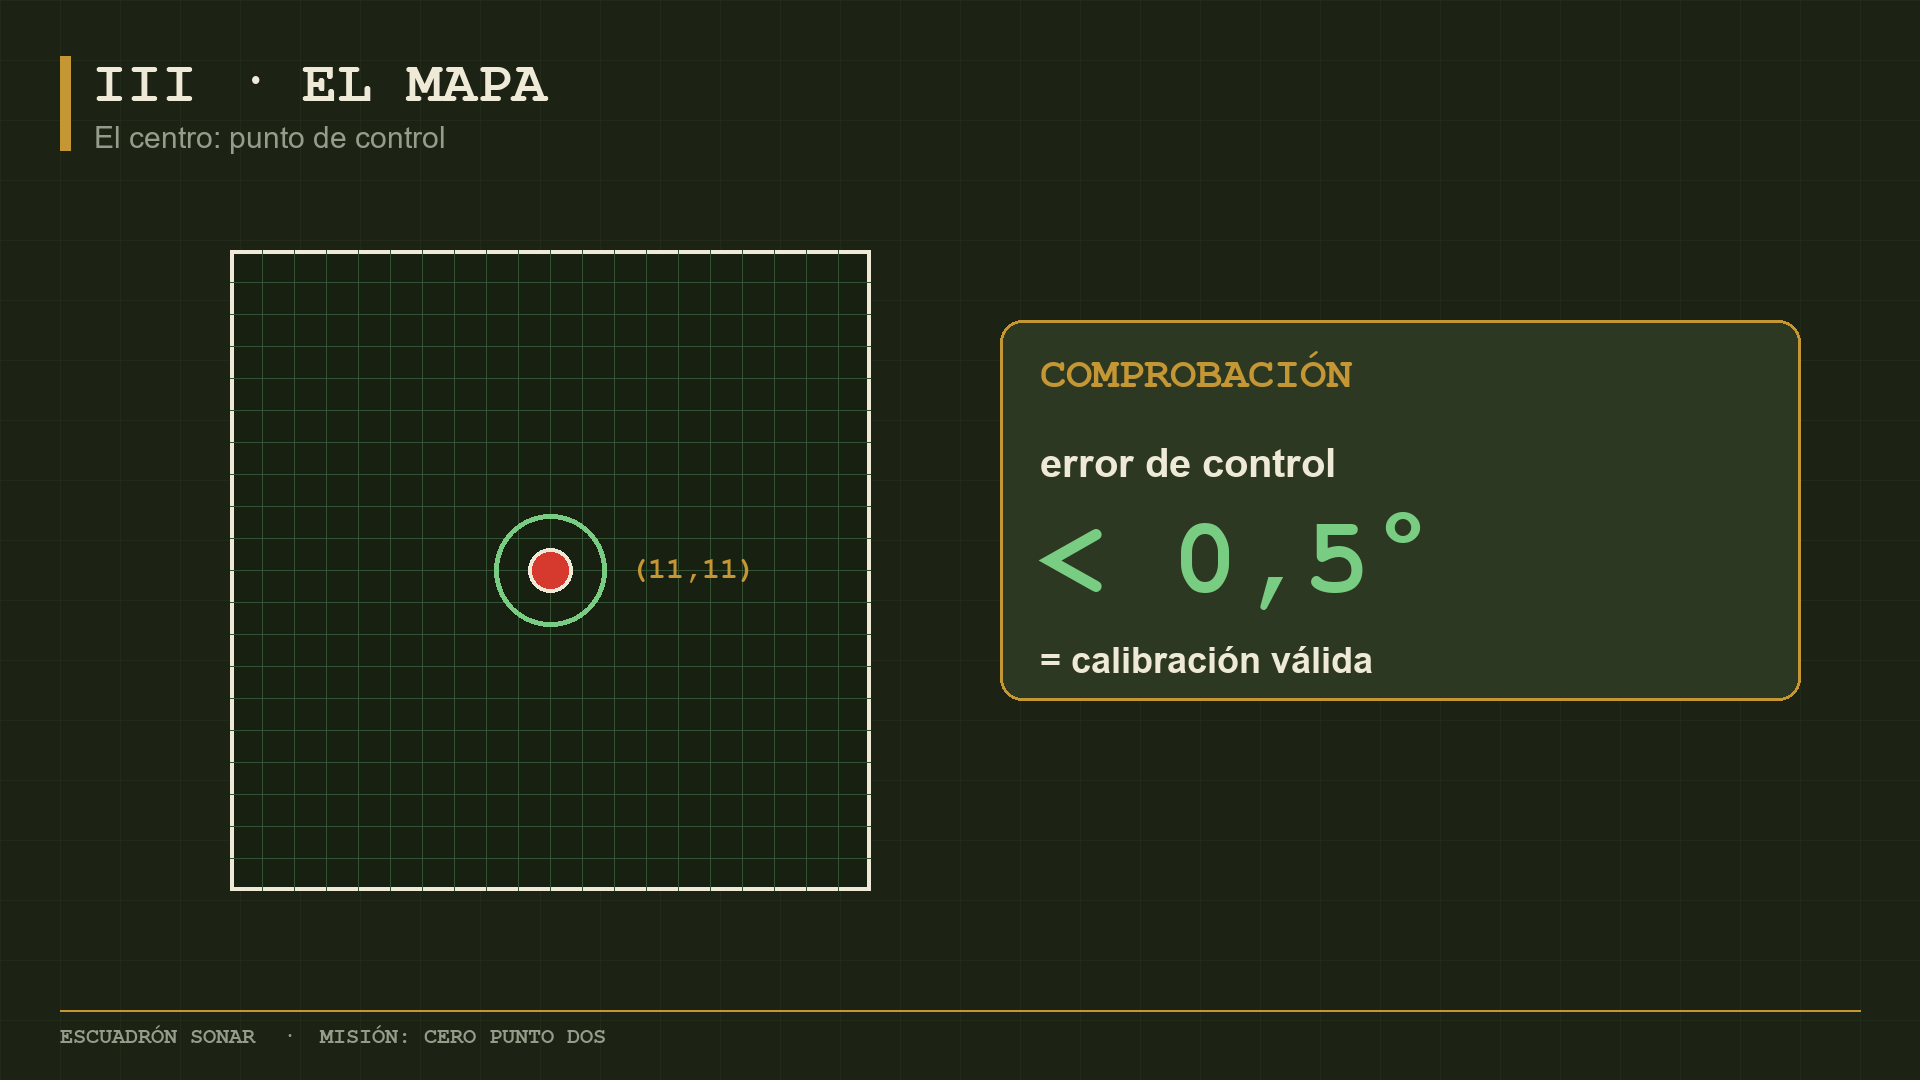 III · EL MAPA
El centro: punto de control
(11,11)
COMPROBACIÓN
error de control
< 0,5°
= calibración válida
ESCUADRÓN SONAR · MISIÓN: CERO PUNTO DOS